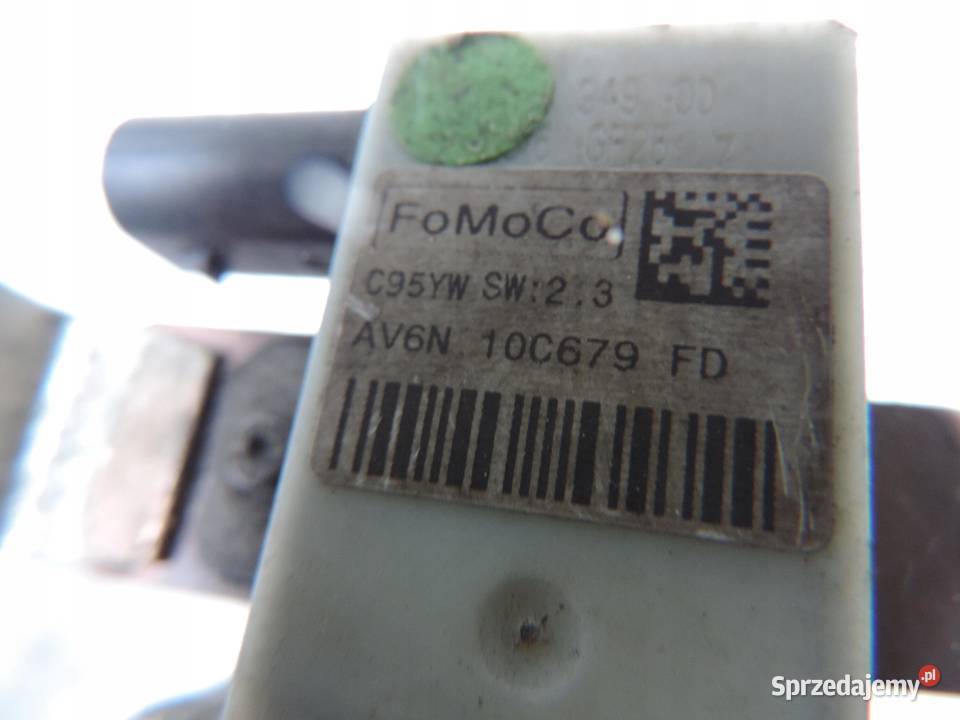 FoMoCo
C95YW SW:2.3
AV6N 10C679 FD
Sprzedajemy.pl